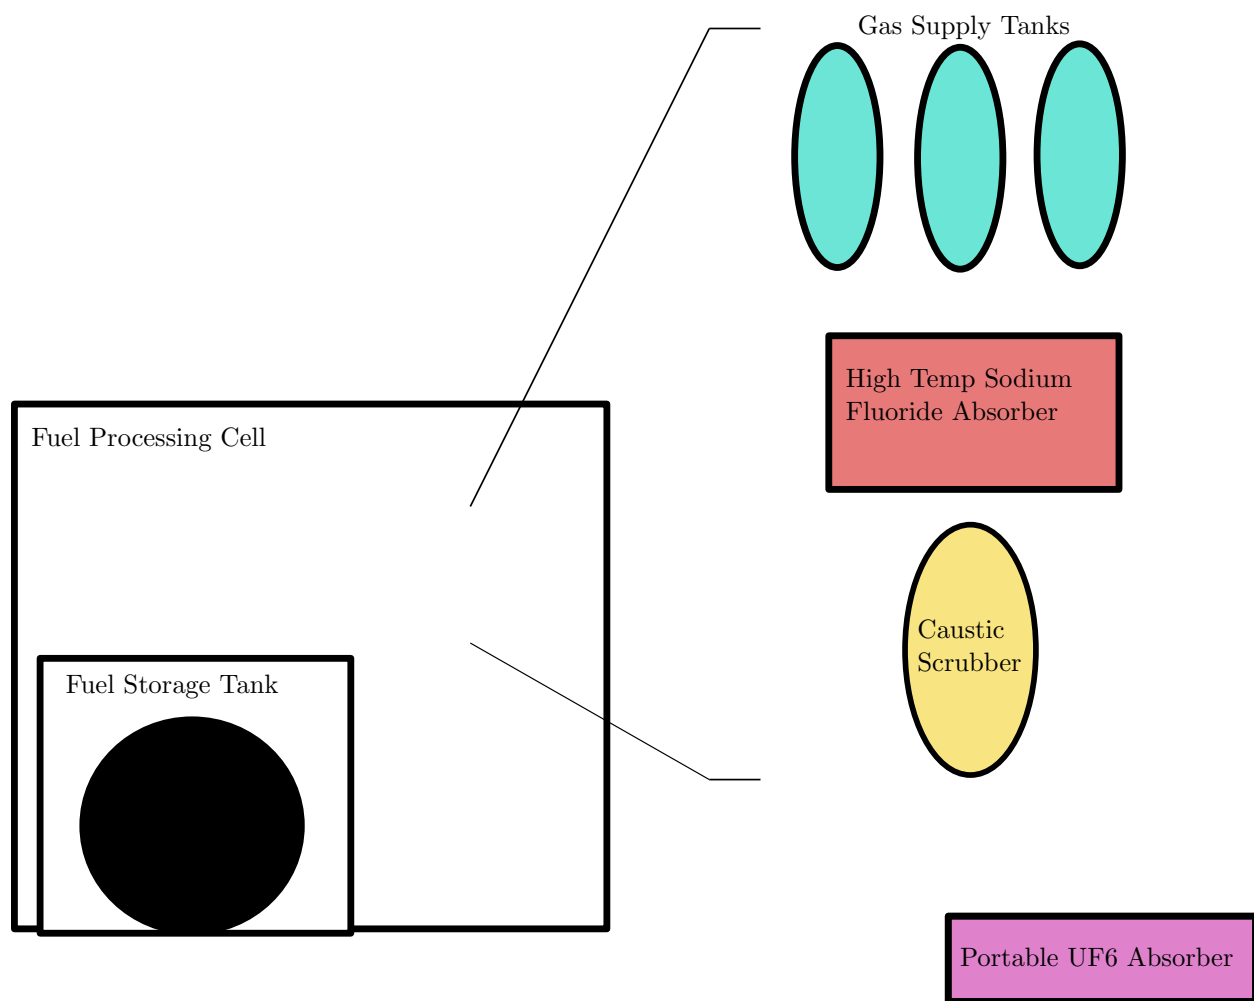 Gas Supply Tanks
High Temp Sodium
Fluoride Absorber
Fuel Processing Cell
Caustic
Scrubber
Fuel Storage Tank
Portable UF6 Absorber